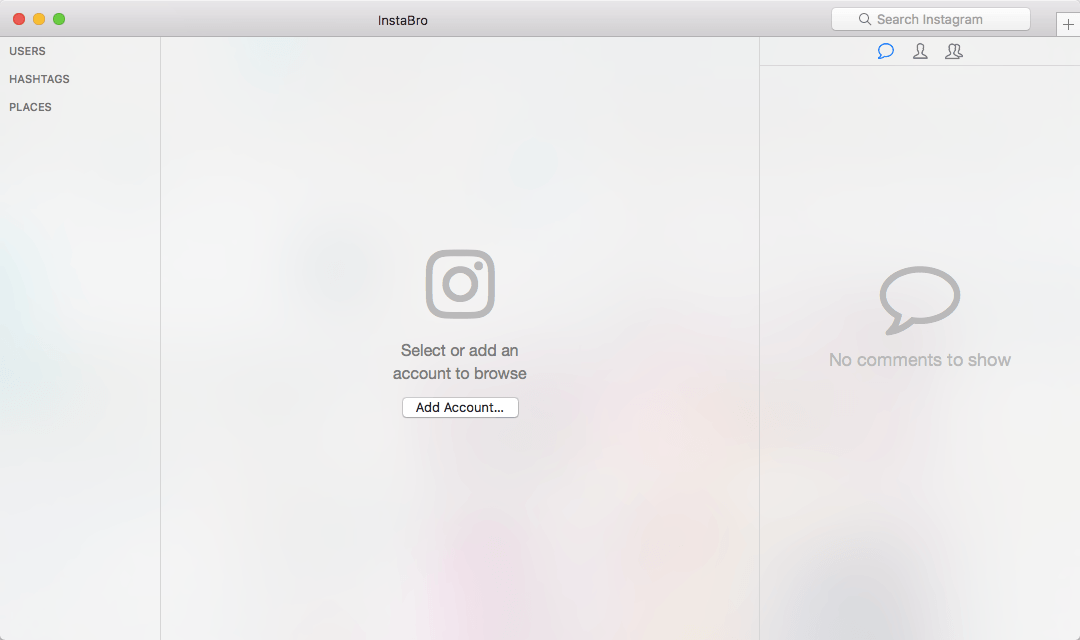 InstaBro
Search Instagram
USERS
HASHTAGS
PLACES
Select or add an
account to browse
Add Account...
No comments to show